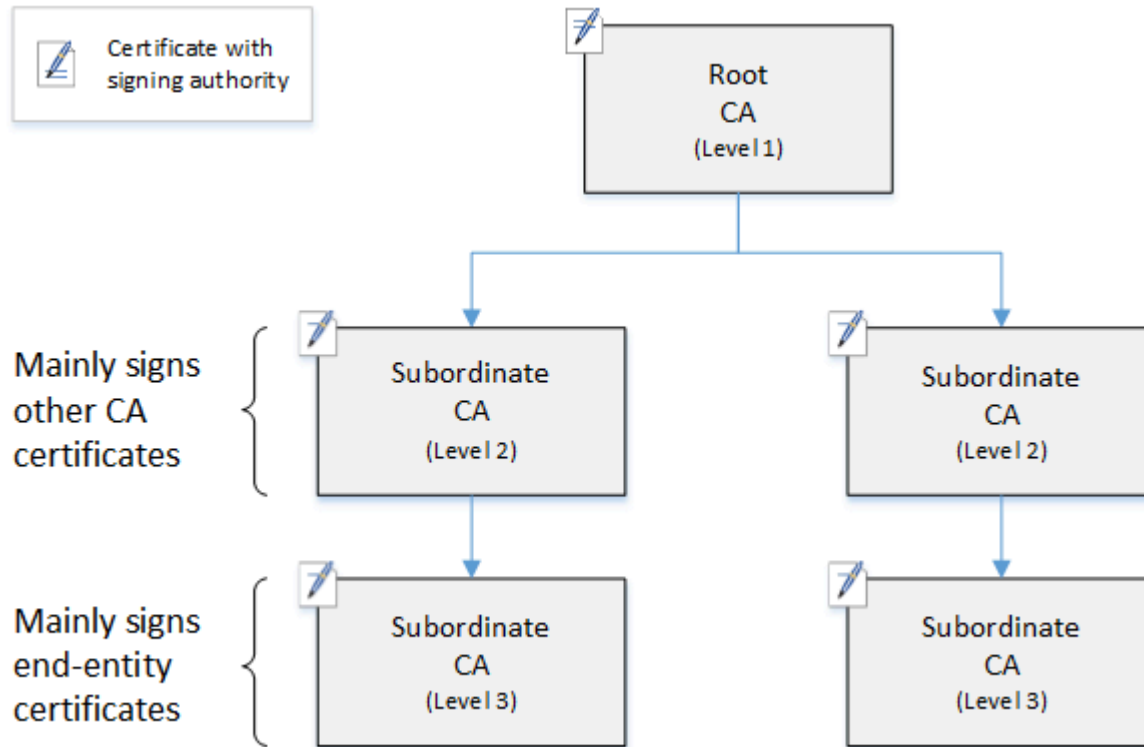 Certificate with
signing authority
Root
CA
(Level 1)
Mainly signs
other CA
certificates
Subordinate
CA
(Level 2)
Subordinate
CA
(Level 2)
Mainly signs
end-entity
certificates
Subordinate
CA
(Level 3)
Subordinate
CA
(Level 3)